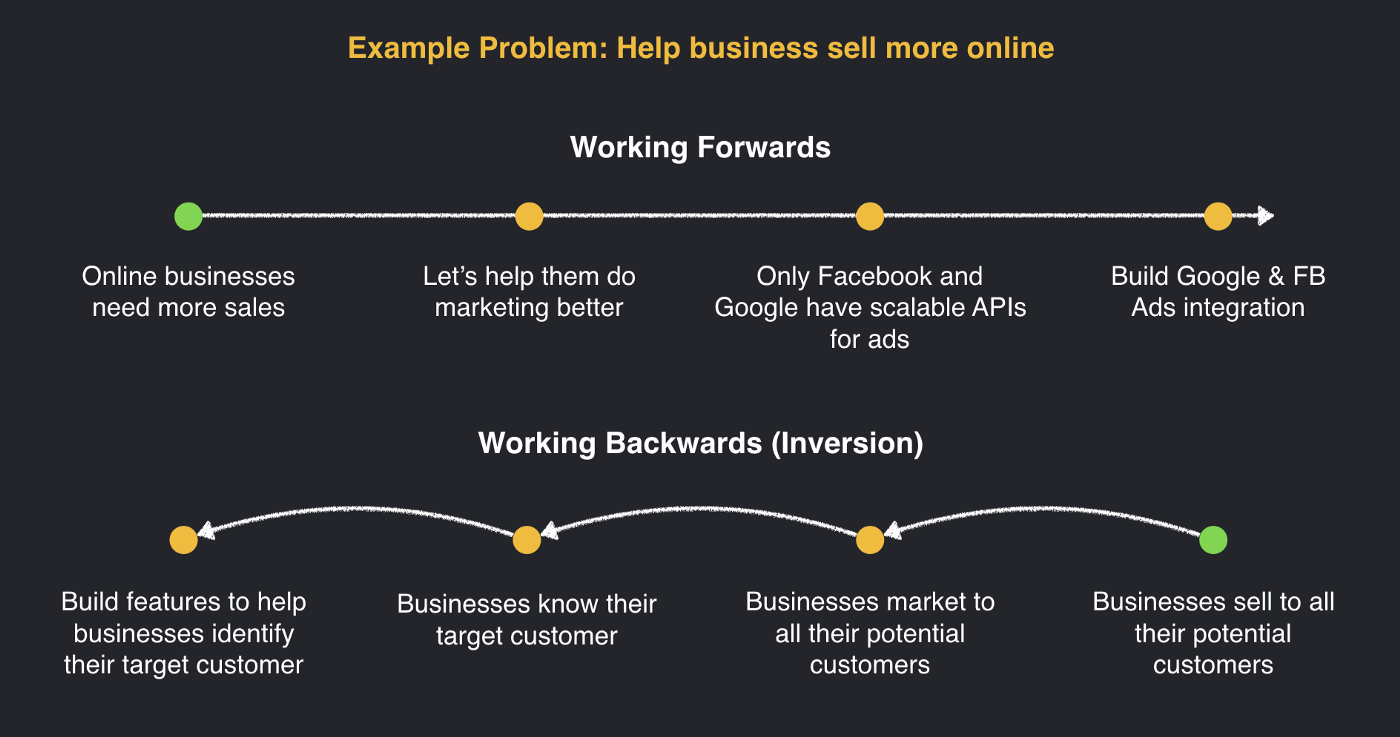 Example Problem: Help business sell more online
Working Forwards
Online businesses
need more sales
Let’s help them do
marketing better
Only Facebook and
Google have scalable APIs
for ads
Build Google & FB
Ads integration
Working Backwards (Inversion)
Build features to help
businesses identify
their target customer
Businesses know their
target customer
Businesses market to
all their potential
customers
Businesses sell to all
their potential
customers